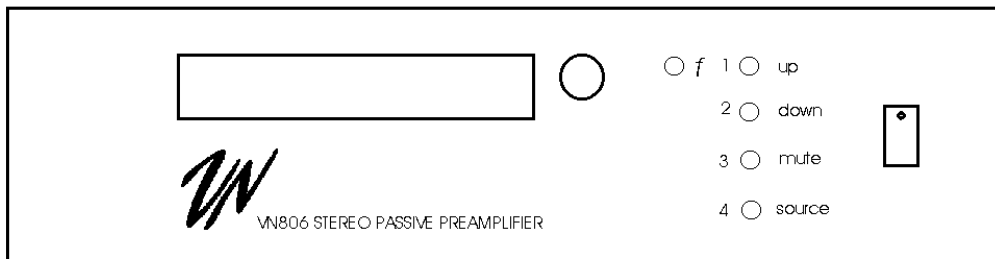 f 1 up
2 down
3 mute
4 source
VN
VN806 STEREO PASSIVE PREAMPLIFIER